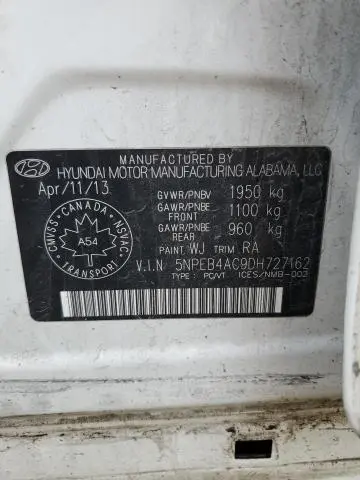 MANUFACTURED BY
HYUNDAI MOTOR MANUFACTURING ALABAMA, LLC
Apr/11/13
GVWR/PNBV 1950 kg
GAWR/PNBE FRONT 1100 kg
GAWR/PNBE REAR 960 kg
PAINT WJ TRIM RA
V.I.N 5NPEB4AC9DH727162
TYPE : PC/VT ICES/NMB-002
CANADA
CMVSS
NSVAC
A54
TRANSPORT